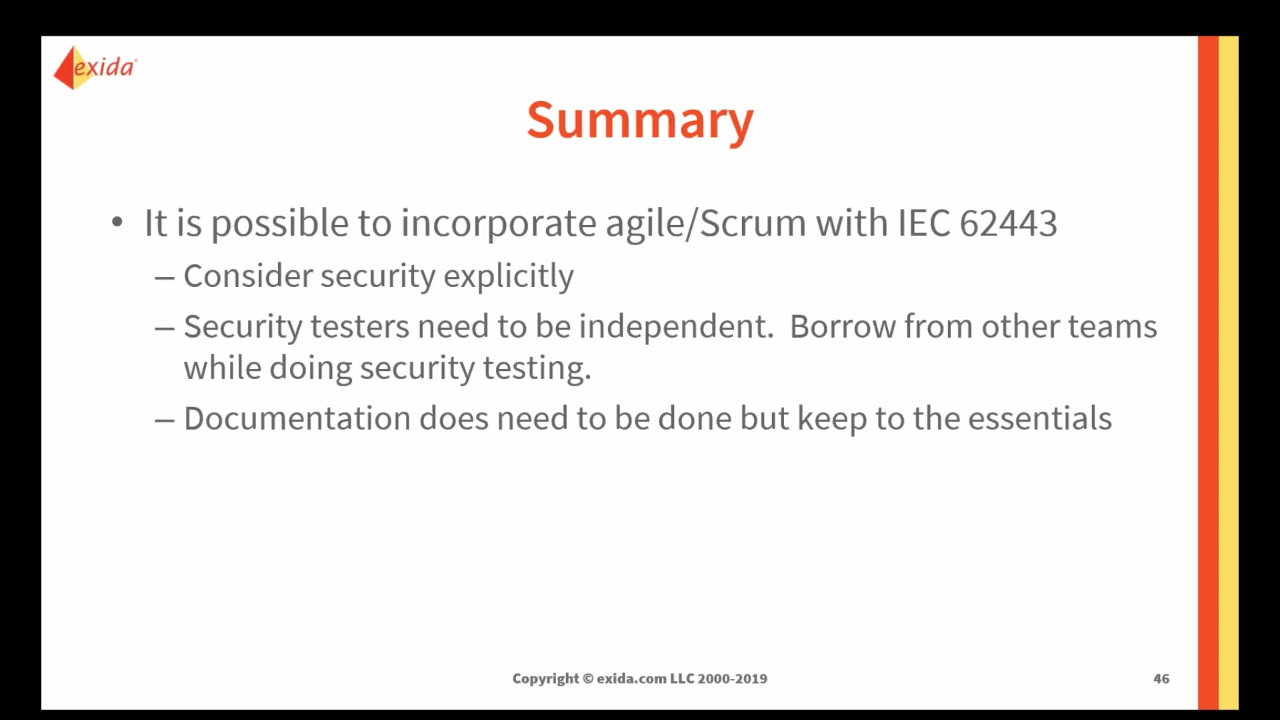 exida
Summary
• It is possible to incorporate agile/Scrum with IEC 62443
– Consider security explicitly
– Security testers need to be independent.  Borrow from other teams
while doing security testing.
– Documentation does need to be done but keep to the essentials
Copyright © exida.com LLC 2000-2019
46